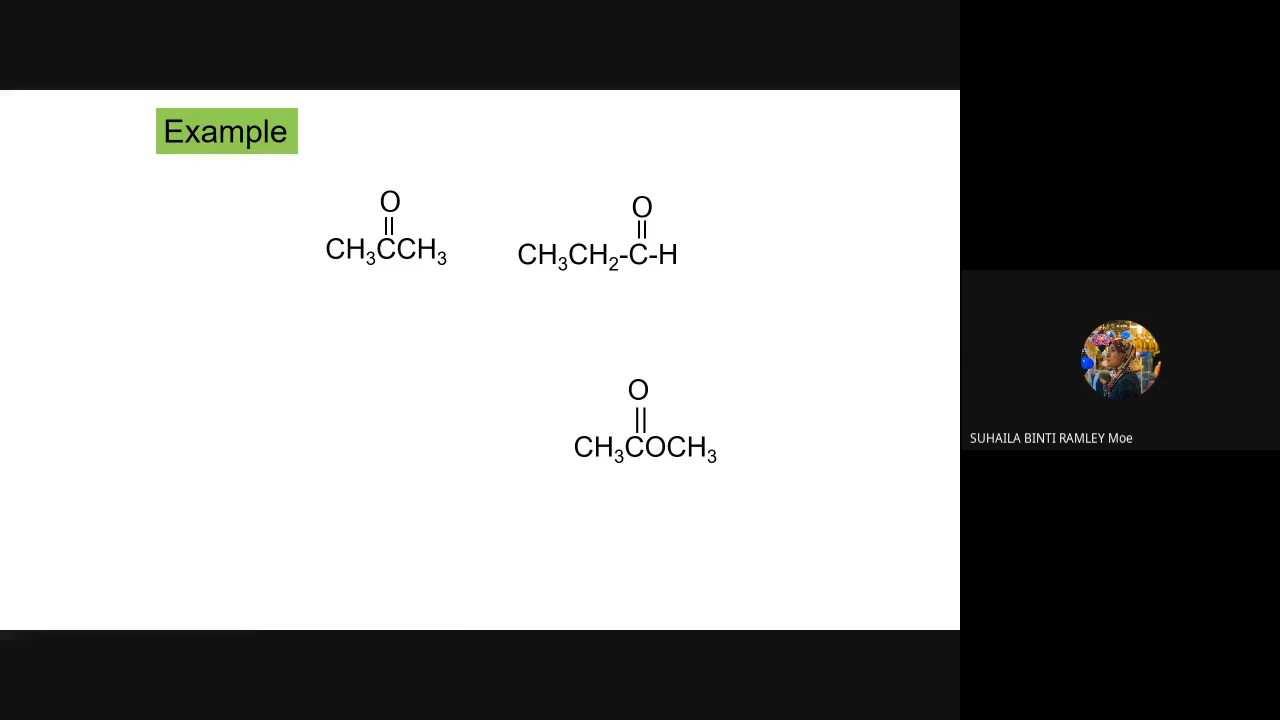 Example
O
||
CH₃CCH₃
O
||
CH₃CH₂-C-H
O
||
CH₃COCH₃
SUHAILA BINTI RAMLEY Moe